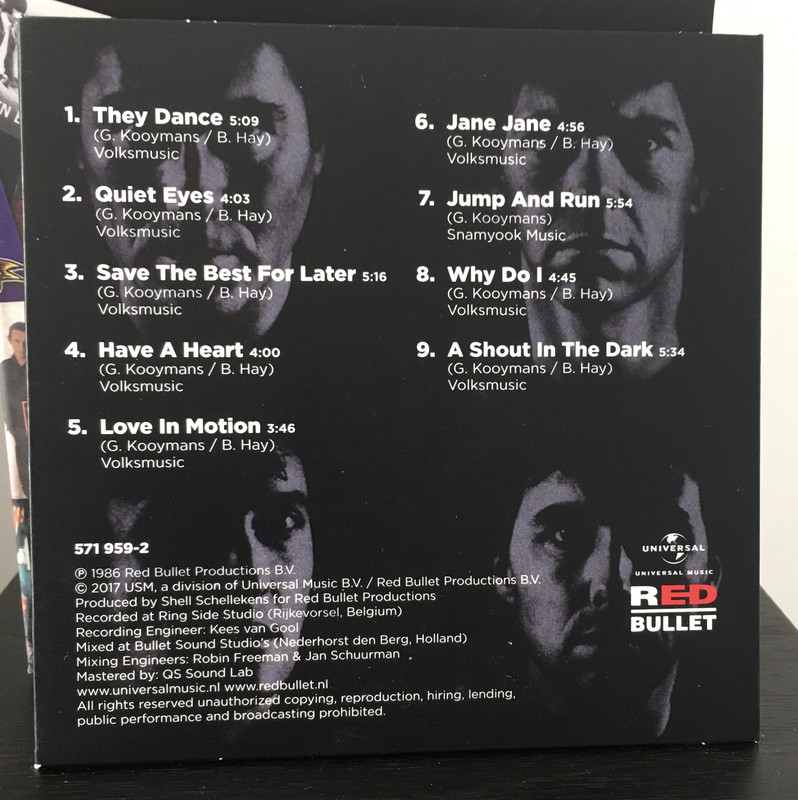 1. They Dance 5:09
(G. Kooymans / B. Hay)
Volksmusic
2. Quiet Eyes 4:03
(G. Kooymans / B. Hay)
Volksmusic
3. Save The Best For Later 5:16
(G. Kooymans / B. Hay)
Volksmusic
4. Have A Heart 4:00
(G. Kooymans / B. Hay)
Volksmusic
5. Love In Motion 3:46
(G. Kooymans / B. Hay)
Volksmusic
6. Jane Jane 4:56
(G. Kooymans / B. Hay)
Volksmusic
7. Jump And Run 5:54
(G. Kooymans)
Snamyook Music
8. Why Do I 4:45
(G. Kooymans / B. Hay)
Volksmusic
9. A Shout In The Dark 5:34
(G. Kooymans / B. Hay)
Volksmusic
571 959-2
℗ 1986 Red Bullet Productions B.V.
© 2017 USM, a division of Universal Music B.V. / Red Bullet Productions B.V.
Produced by Shell Schellekens for Red Bullet Productions
Recorded at Ring Side Studio (Rijkevorsel, Belgium)
Recording Engineer: Kees van Gool
Mixed at Bullet Sound Studio's (Nederhorst den Berg, Holland)
Mixing Engineers: Robin Freeman & Jan Schuurman
Mastered by: QS Sound Lab
www.universalmusic.nl www.redbullet.nl
All rights reserved unauthorized copying, reproduction, hiring, lending,
public performance and broadcasting prohibited.
UNIVERSAL
UNIVERSAL MUSIC
RED
BULLET